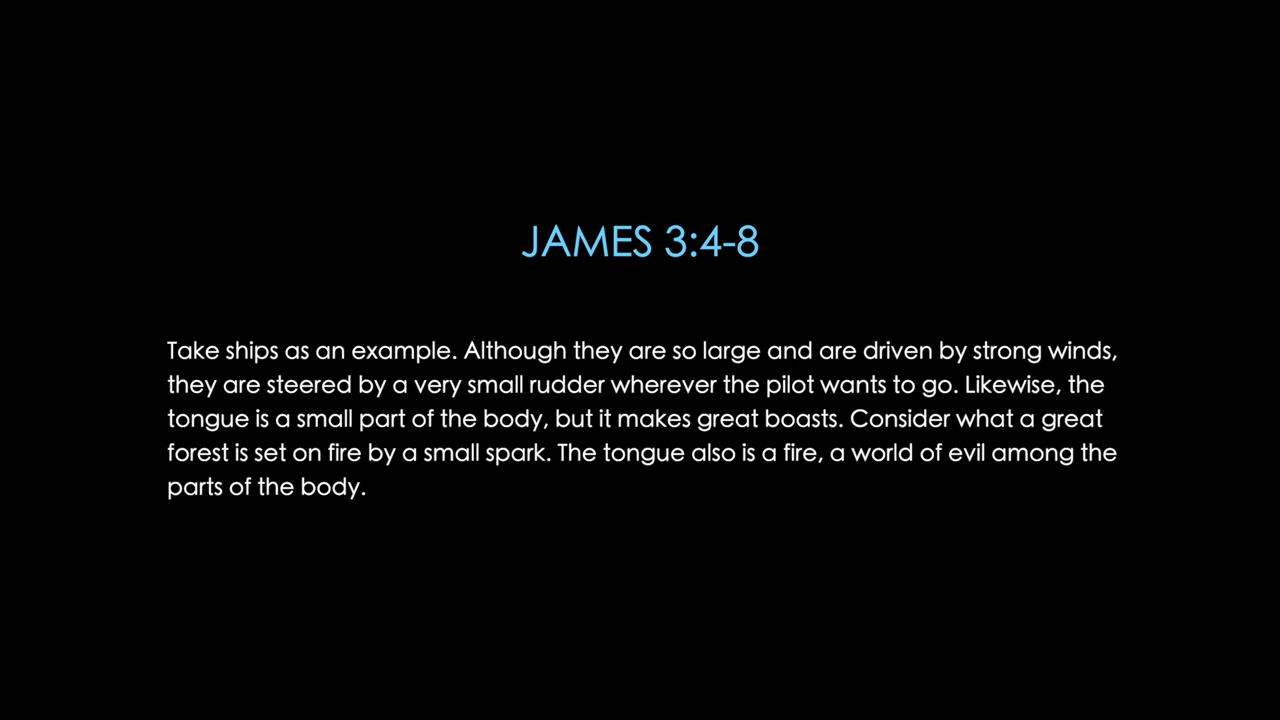 JAMES 3:4-8
Take ships as an example. Although they are so large and are driven by strong winds,
they are steered by a very small rudder wherever the pilot wants to go. Likewise, the
tongue is a small part of the body, but it makes great boasts. Consider what a great
forest is set on fire by a small spark. The tongue also is a fire, a world of evil among the
parts of the body.